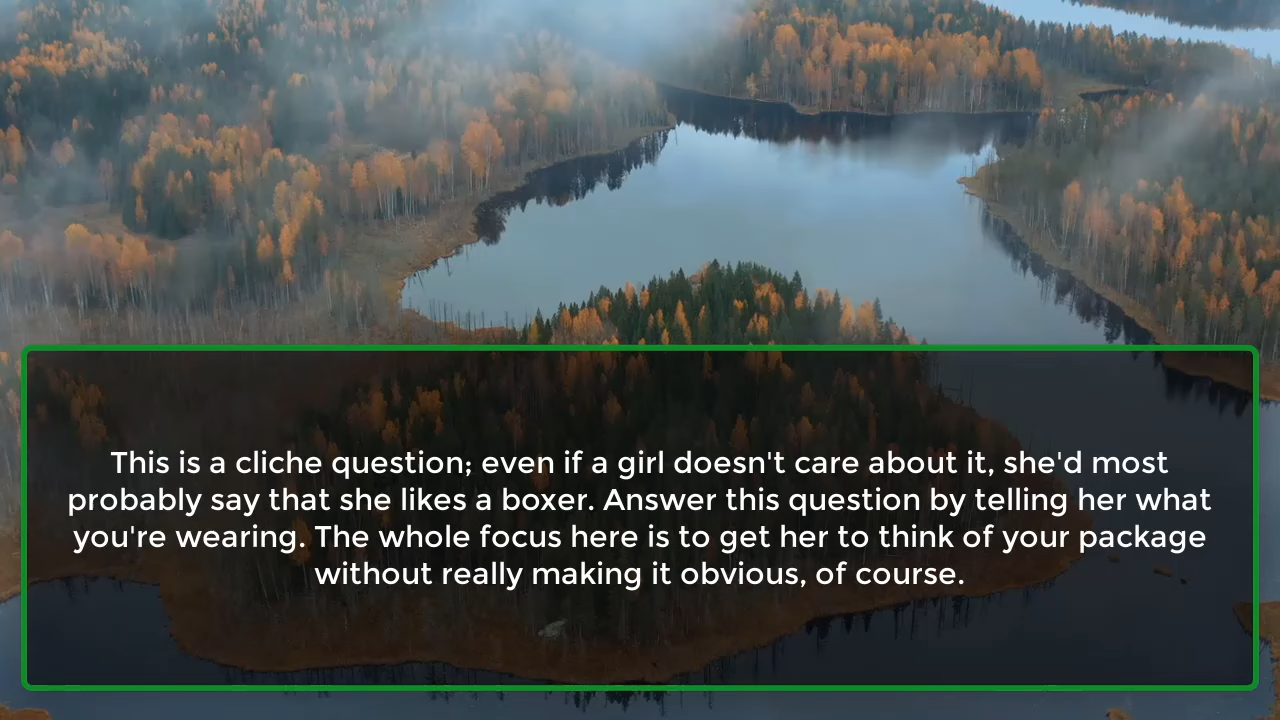 This is a cliche question; even if a girl doesn't care about it, she'd most
probably say that she likes a boxer. Answer this question by telling her what
you're wearing. The whole focus here is to get her to think of your package
without really making it obvious, of course.